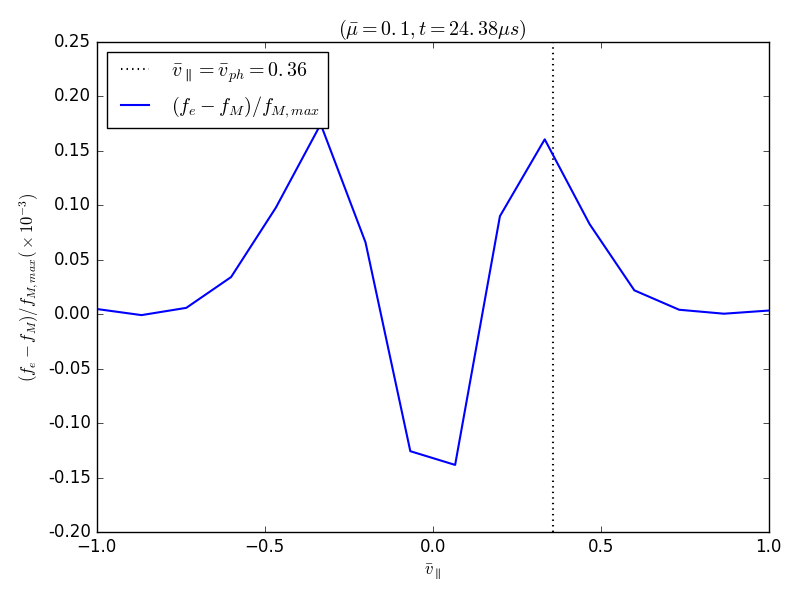 (μ̄ = 0.1, t = 24.38μs)
v̄∥ = v̄ph = 0.36
(fe − fM)/fM,max
0.25
0.20
0.15
0.10
0.05
0.00
-0.05
-0.10
-0.15
-0.20
(fe − fM)/fM,max(×10⁻³)
−1.0 −0.5 0.0 0.5 1.0
v̄∥